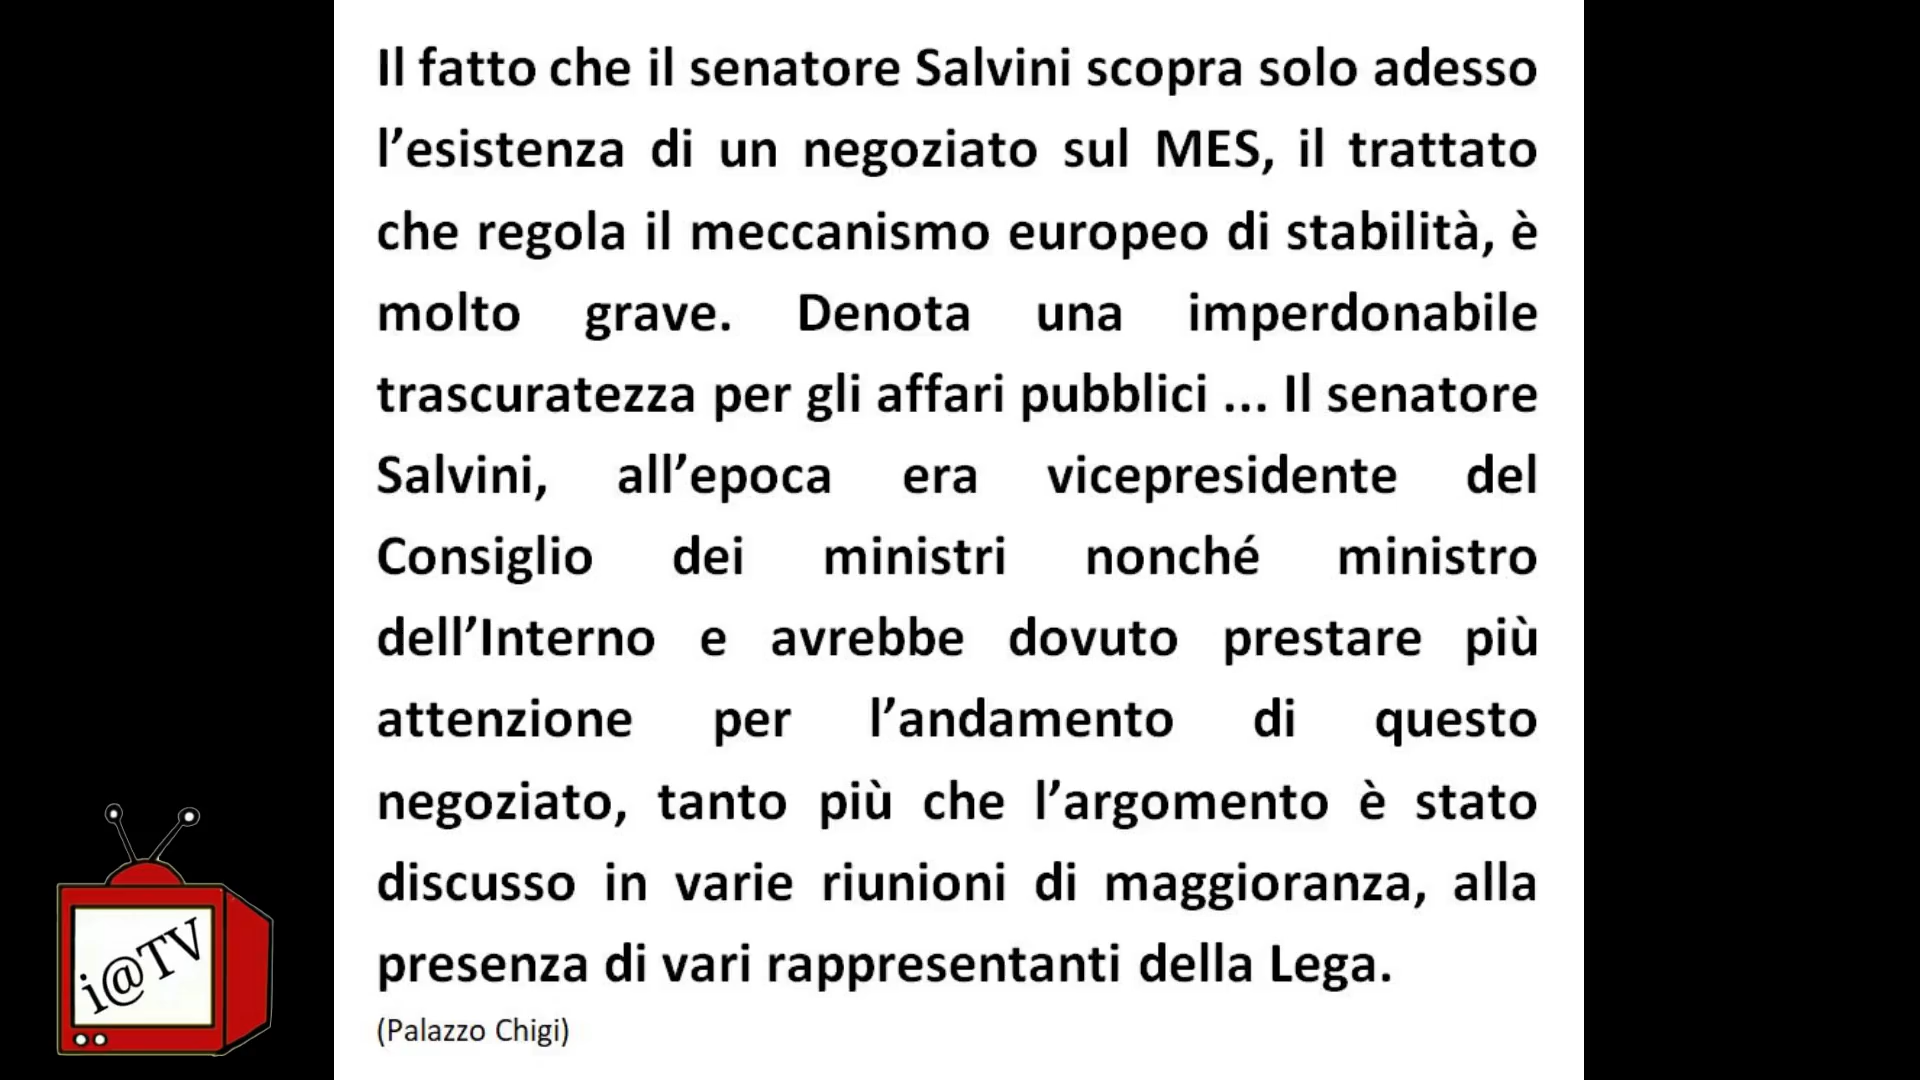 Il fatto che il senatore Salvini scopra solo adesso
l’esistenza di un negoziato sul MES, il trattato
che regola il meccanismo europeo di stabilità, è
molto grave. Denota una imperdonabile
trascuratezza per gli affari pubblici ... Il senatore
Salvini, all’epoca era vicepresidente del
Consiglio dei ministri nonché ministro
dell’Interno e avrebbe dovuto prestare più
attenzione per l’andamento di questo
negoziato, tanto più che l’argomento è stato
discusso in varie riunioni di maggioranza, alla
presenza di vari rappresentanti della Lega.
(Palazzo Chigi)
i@TV